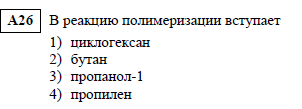 А26 В реакцию полимеризации вступает
1) циклогексан
2) бутан
3) пропанол-1
4) пропилен